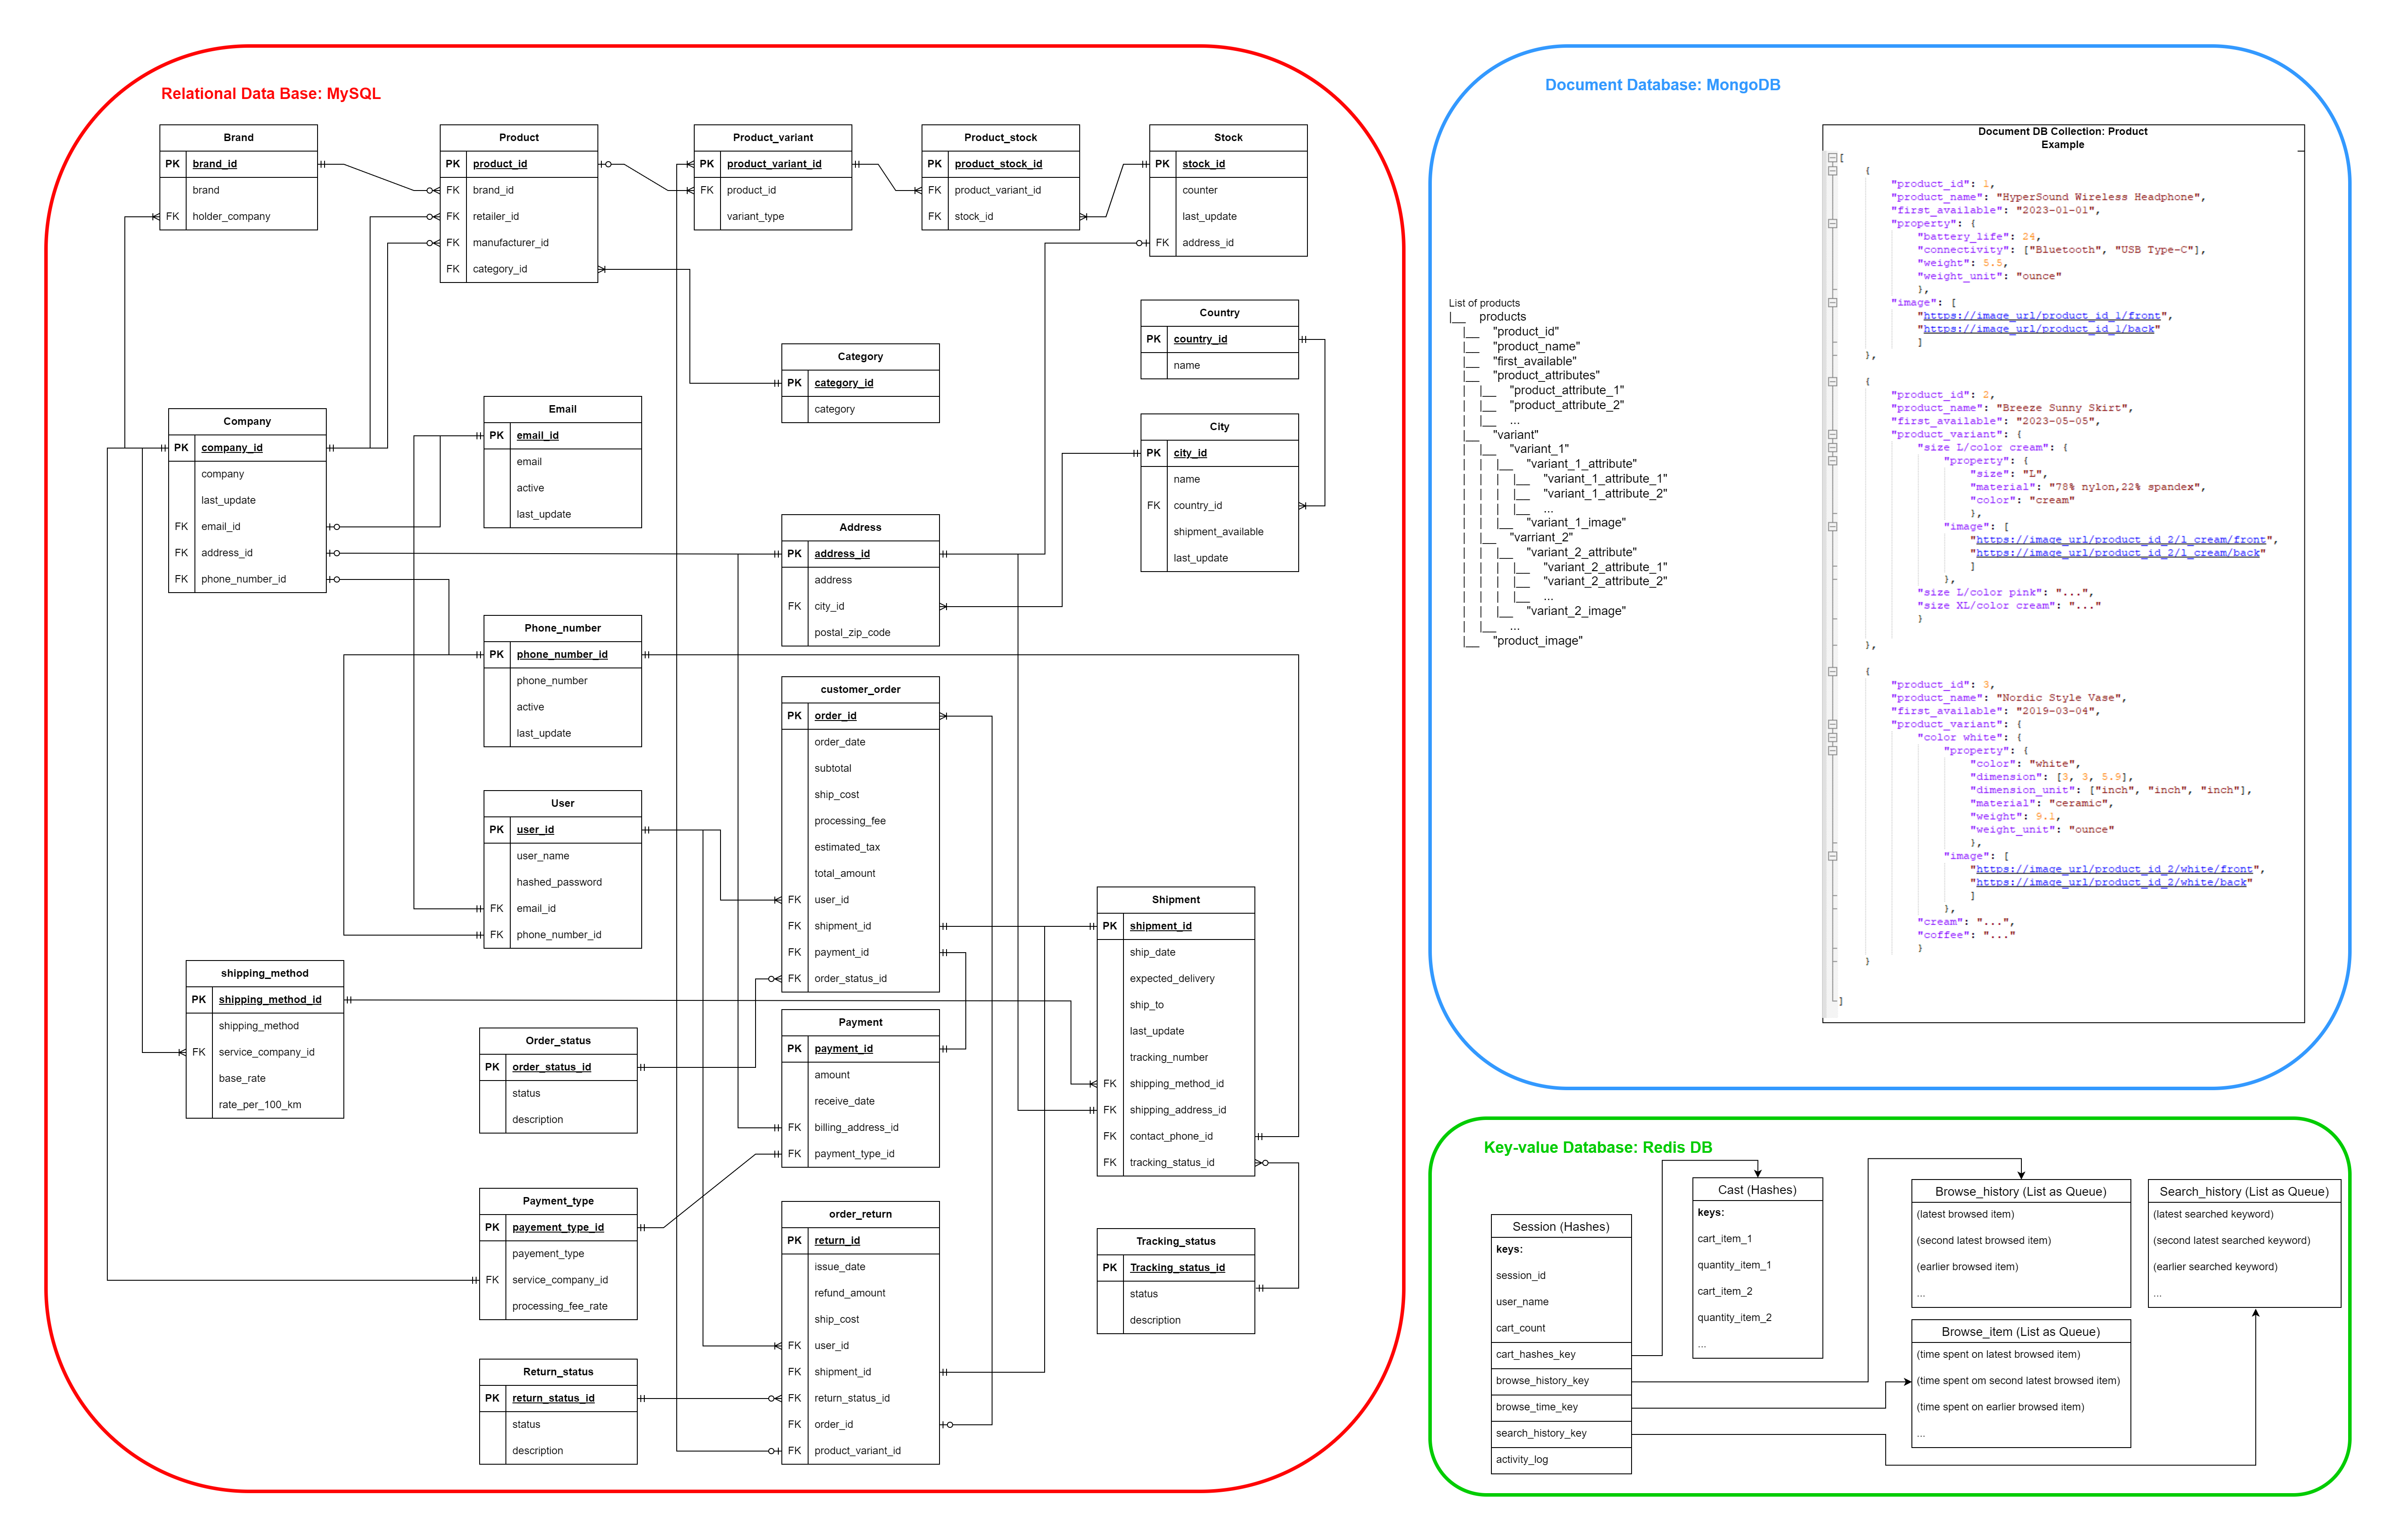 Relational Data Base: MySQL
Brand
PK brand_id
brand
FK holder_company
Product
PK product_id
FK brand_id
FK retailer_id
FK manufacturer_id
FK category_id
Product_variant
PK product_variant_id
FK product_id
variant_type
Product_stock
PK product_stock_id
FK product_variant_id
FK stock_id
Stock
PK stock_id
counter
last_update
FK address_id
Country
PK country_id
name
Category
PK category_id
category
City
PK city_id
name
FK country_id
shipment_available
last_update
Company
PK company_id
company
last_update
FK email_id
FK address_id
FK phone_number_id
Email
PK email_id
email
active
last_update
Address
PK address_id
address
FK city_id
postal_zip_code
Phone_number
PK phone_number_id
phone_number
active
last_update
customer_order
PK order_id
order_date
subtotal
ship_cost
processing_fee
estimated_tax
total_amount
FK user_id
FK shipment_id
FK payment_id
FK order_status_id
User
PK user_id
user_name
hashed_password
FK email_id
FK phone_number_id
Shipment
PK shipment_id
ship_date
expected_delivery
ship_to
last_update
tracking_number
FK shipping_method_id
FK shipping_address_id
FK contact_phone_id
FK tracking_status_id
shipping_method
PK shipping_method_id
shipping_method
FK service_company_id
base_rate
rate_per_100_km
Order_status
PK order_status_id
status
description
Payment
PK payment_id
amount
receive_date
FK billing_address_id
FK payment_type_id
Payment_type
PK payement_type_id
payement_type
FK service_company_id
processing_fee_rate
order_return
PK return_id
issue_date
refund_amount
ship_cost
FK user_id
FK shipment_id
FK return_status_id
FK order_id
FK product_variant_id
Tracking_status
PK Tracking_status_id
status
description
Return_status
PK return_status_id
status
description
Document Database: MongoDB
List of products
|__ products
|__ "product_id"
|__ "product_name"
|__ "first_available"
|__ "product_attributes"
| |__ "product_attribute_1"
| |__ "product_attribute_2"
| |__ ...
|__ "variant"
| |__ "variant_1"
| | |__ "variant_1_attribute"
| | | |__ "variant_1_attribute_1"
| | | |__ "variant_1_attribute_2"
| | | |__ ...
| | |__ "variant_1_image"
| |__ "varriant_2"
| | |__ "variant_2_attribute"
| | | |__ "variant_2_attribute_1"
| | | |__ "variant_2_attribute_2"
| | | |__ ...
| | |__ "variant_2_image"
| |__ ...
|__ "product_image"
Document DB Collection: Product
Example
[
{
"product_id": 1,
"product_name": "HyperSound Wireless Headphone",
"first_available": "2023-01-01",
"property": {
"battery_life": 24,
"connectivity": ["Bluetooth", "USB Type-C"],
"weight": 5.5,
"weight_unit": "ounce"
},
"image": [
"https://image_url/product_id_1/front",
"https://image_url/product_id_1/back"
]
},
{
"product_id": 2,
"product_name": "Breeze Sunny Skirt",
"first_available": "2023-05-05",
"product_variant": {
"size L/color cream": {
"property": {
"size": "L",
"material": "78% nylon,22% spandex",
"color": "cream"
},
"image": [
"https://image_url/product_id_2/l_cream/front",
"https://image_url/product_id_2/l_cream/back"
]
},
"size L/color pink": "...",
"size XL/color cream": "..."
}
},
{
"product_id": 3,
"product_name": "Nordic Style Vase",
"first_available": "2019-03-04",
"product_variant": {
"color white": {
"property": {
"color": "white",
"dimension": [3, 3, 5.9],
"dimension_unit": ["inch", "inch", "inch"],
"material": "ceramic",
"weight": 9.1,
"weight_unit": "ounce"
},
"image": [
"https://image_url/product_id_2/white/front",
"https://image_url/product_id_2/white/back"
]
},
"cream": "...",
"coffee": "..."
}
}
]
Key-value Database: Redis DB
Session (Hashes)
keys:
session_id
user_name
cart_count
cart_hashes_key
browse_history_key
browse_time_key
search_history_key
activity_log
Cast (Hashes)
keys:
cart_item_1
quantity_item_1
cart_item_2
quantity_item_2
...
Browse_history (List as Queue)
(latest browsed item)
(second latest browsed item)
(earlier browsed item)
...
Search_history (List as Queue)
(latest searched keyword)
(second latest searched keyword)
(earlier searched keyword)
...
Browse_item (List as Queue)
(time spent on latest browsed item)
(time spent om second latest browsed item)
(time spent on earlier browsed item)
...